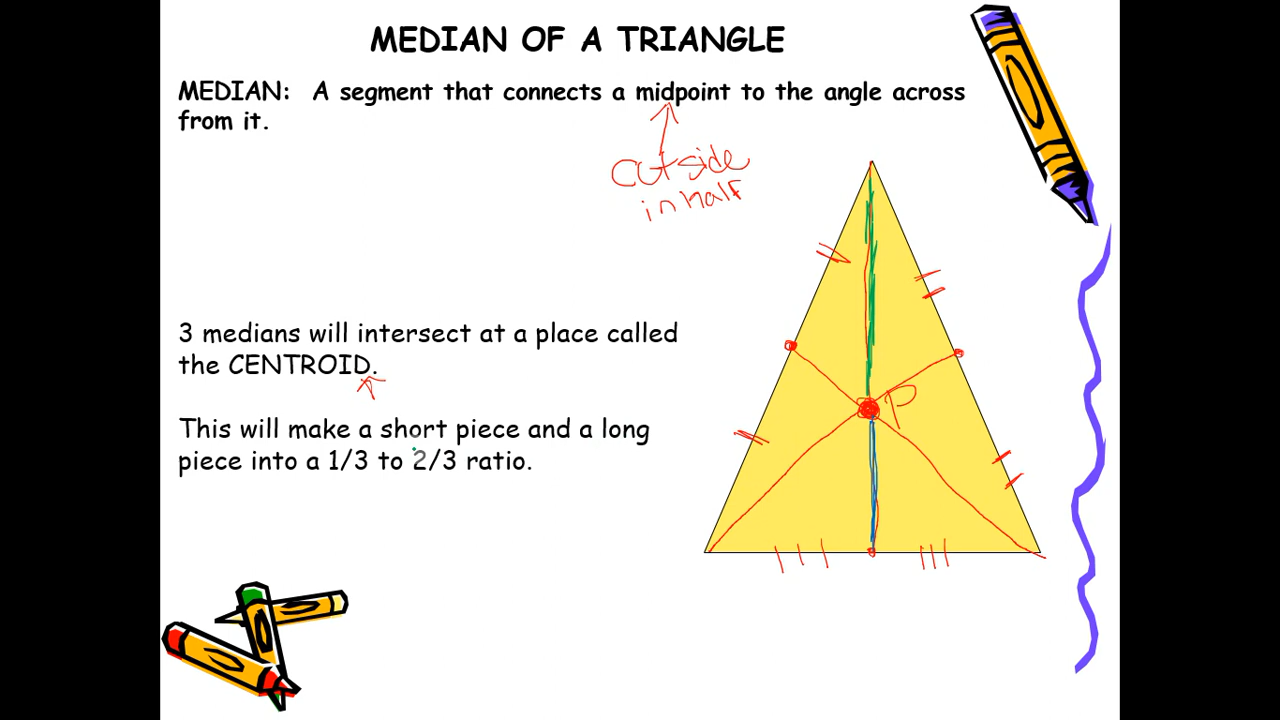 MEDIAN OF A TRIANGLE
MEDIAN: A segment that connects a midpoint to the angle across
from it.
cut side
in half
3 medians will intersect at a place called
the CENTROID.
P
This will make a short piece and a long
piece into a 1/3 to 2/3 ratio.